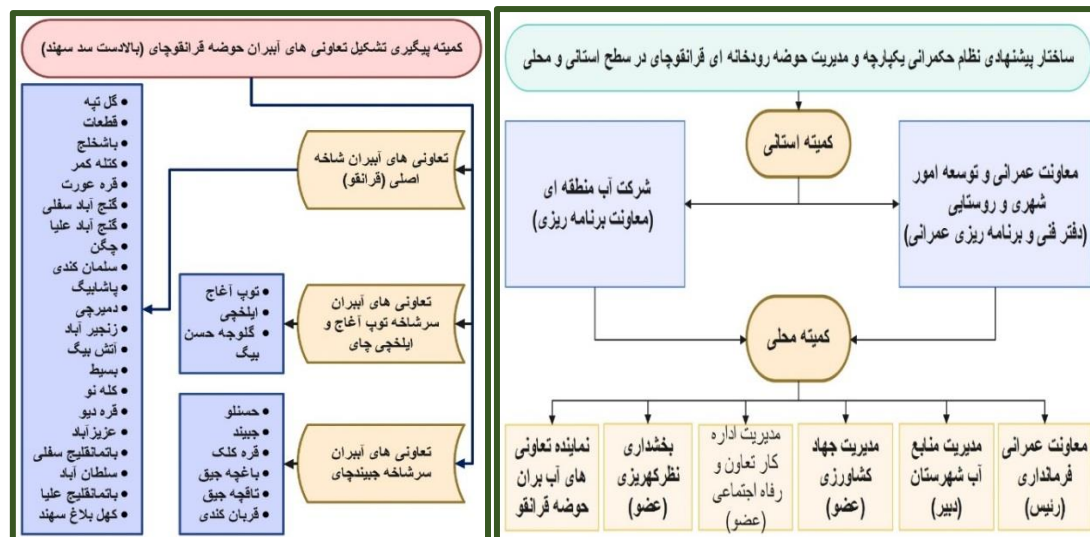 ساختار پیشنهادی نظام حکمرانی یکپارچه و مدیریت حوضه رودخانه ای قرانقوچای در سطح استانی و محلی
کمیته استانی
معاونت عمرانی و توسعه امور
شهری و روستایی
(دفتر فنی و برنامه ریزی عمرانی)
شرکت آب منطقه ای
(معاونت برنامه ریزی)
کمیته محلی
معاونت عمرانی
فرمانداری
(رئیس)
مدیریت منابع
آب شهرستان
(دبیر)
مدیریت جهاد
کشاورزی
(عضو)
مدیریت اداره
کار تعاون و
رفاه اجتماعی
(عضو)
بخشداری
نظرکهریزی
(عضو)
نماینده تعاونی
های آب بران
حوضه قرانقو
کمیته پیگیری تشکیل تعاونی های آببران حوضه قرانقوچای (بالادست سد سهند)
تعاونی های آببران شاخه
اصلی (قرانقو)
• گل تپه
• قطعات
• باشخلج
• کتله کمر
• قره عورت
• گنج آباد سفلی
• گنج آباد علیا
• چگن
• سلمان کندی
• پاشابیگ
• دمیرچی
• زنجیر آباد
• آتش بیگ
• بسیط
• کله نو
• قره دیو
• عزیزآباد
• باتمانقلیج سفلی
• سلطان آباد
• باتمانقلیج علیا
• کهل بلاغ سهند
تعاونی های آببران
سرشاخه توپ آغاج و
ایلخچی چای
• توپ آغاج
• ایلخچی
• گلوجه حسن
بیگ
تعاونی های آببران
سرشاخه جبیندچای
• حسنلو
• جبیند
• قره کلک
• باغچه جیق
• تاقچه جیق
• قربان کندی